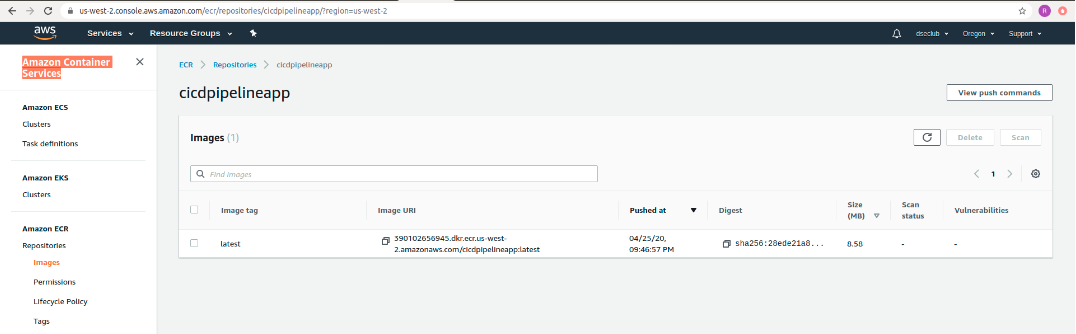 us-west-2.console.aws.amazon.com/ecr/repositories/cicdpipelineapp/?region=us-west-2
R
aws
Services
Resource Groups
dseclub
Oregon
Support
Amazon Container
Services
Amazon ECS
Clusters
Task definitions
Amazon EKS
Clusters
Amazon ECR
Repositories
Images
Permissions
Lifecycle Policy
Tags
ECR > Repositories > cicdpipelineapp
cicdpipelineapp
View push commands
Images (1)
Delete
Scan
Find images
1
Image tag
Image URI
Pushed at
Digest
Size
(MB)
Scan
status
Vulnerabilities
latest
390102656945.dkr.ecr.us-west-
2.amazonaws.com/cicdpipelineapp:latest
04/25/20,
09:46:57 PM
sha256:28ede21a8...
8.58
-
-